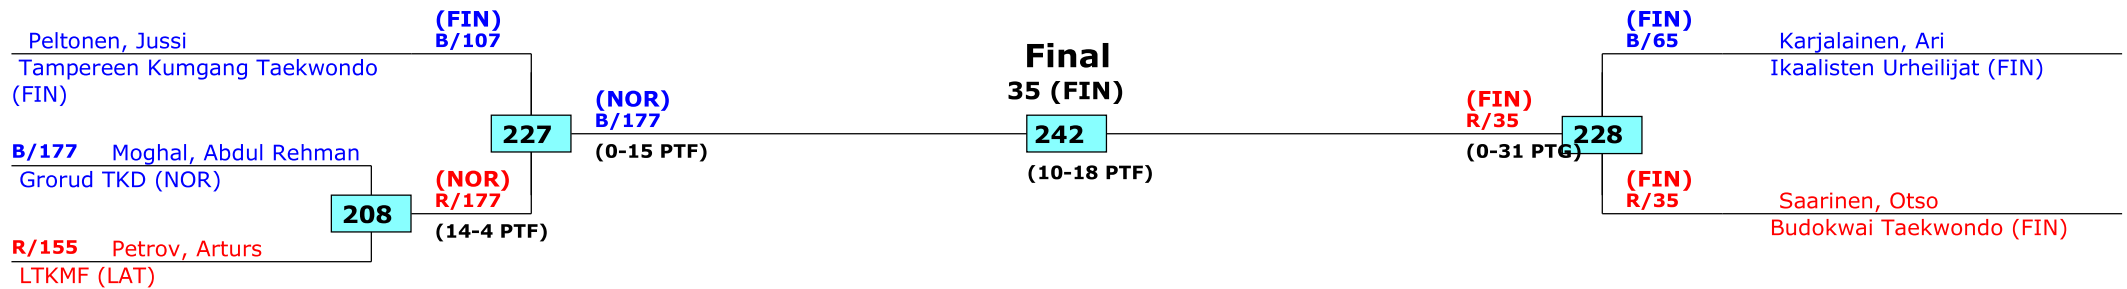 Peltonen, Jussi
Tampereen Kumgang Taekwondo
(FIN)
(FIN)
B/107
B/177 Moghal, Abdul Rehman
Grorud TKD (NOR)
208
R/155 Petrov, Arturs
LTKMF (LAT)
(NOR)
R/177
(14-4 PTF)
227
(NOR)
B/177
(0-15 PTF)
Final
35 (FIN)
242
(10-18 PTF)
(FIN)
R/35
(0-31 PTG)
228
(FIN)
B/65
Karjalainen, Ari
Ikaalisten Urheilijat (FIN)
(FIN)
R/35
Saarinen, Otso
Budokwai Taekwondo (FIN)